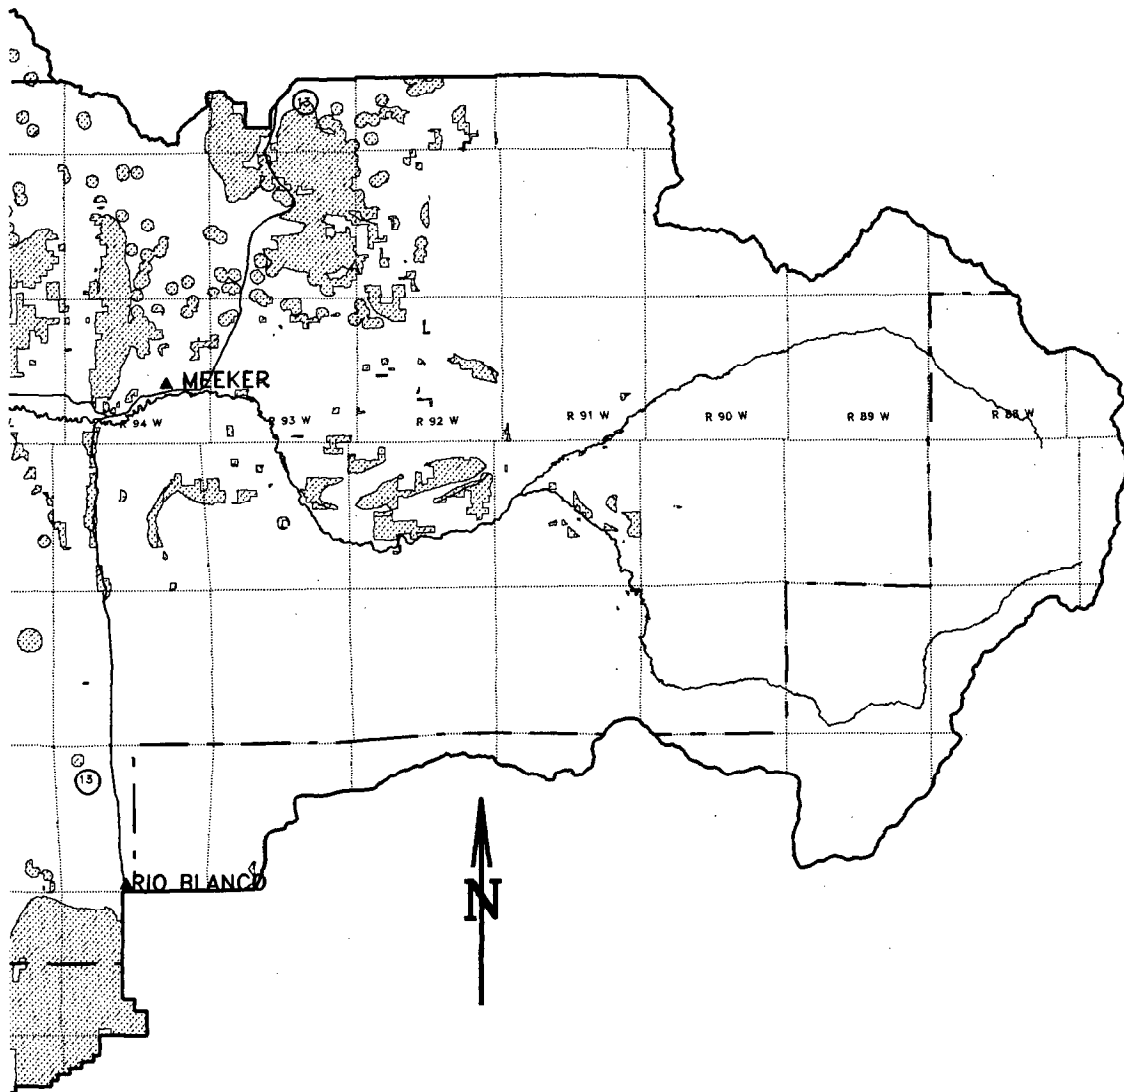 13
MEEKER
R 94 W
R 93 W
R 92 W
R 91 W
R 90 W
R 89 W
R 88 W
13
RIO BLANCO
N